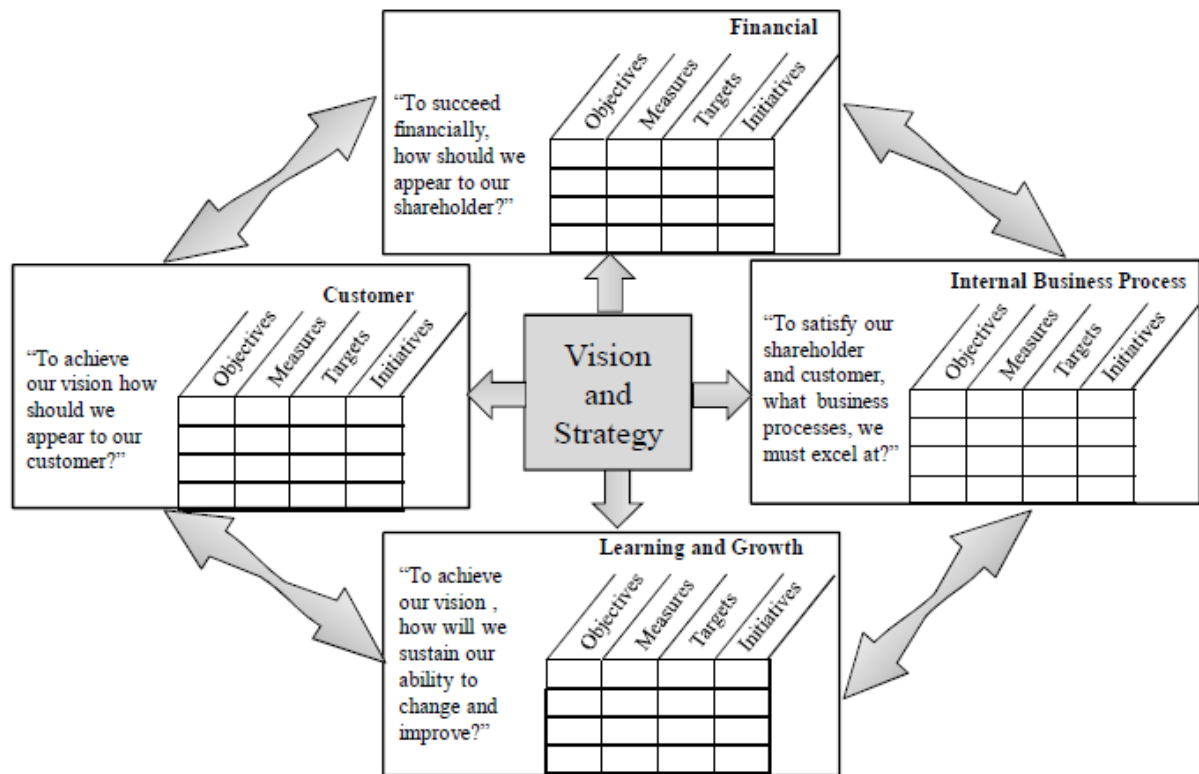 Financial
Objectives
Measures
Targets
Initiatives
“To succeed
financially,
how should we
appear to our
shareholder?”
Customer
Objectives
Measures
Targets
Initiatives
“To achieve
our vision how
should we
appear to our
customer?”
Vision
and
Strategy
Internal Business Process
Objectives
Measures
Targets
Initiatives
“To satisfy our
shareholder
and customer,
what business
processes, we
must excel at?”
Learning and Growth
Objectives
Measures
Targets
Initiatives
“To achieve
our vision ,
how will we
sustain our
ability to
change and
improve?”